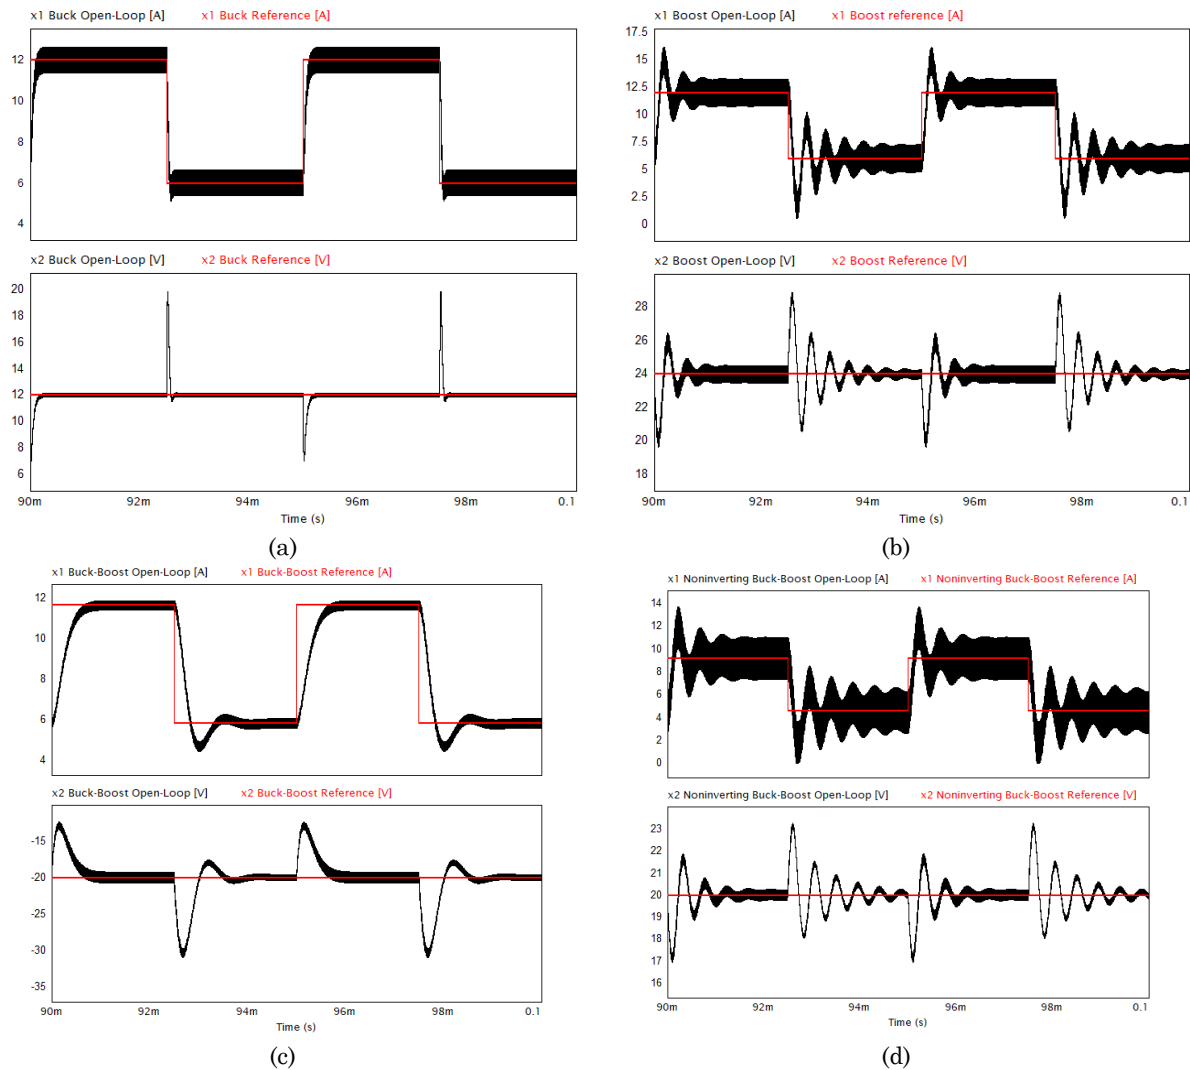 x1 Buck Open-Loop [A] x1 Buck Reference [A]
12
10
8
6
4
x2 Buck Open-Loop [V] x2 Buck Reference [V]
20
18
16
14
12
10
8
6
90m 92m 94m 96m 98m 0.1
Time (s)
(a)
x1 Boost Open-Loop [A] x1 Boost reference [A]
17.5
15
12.5
10
7.5
5
2.5
0
x2 Boost Open-Loop [V] x2 Boost Reference [V]
28
26
24
22
20
18
90m 92m 94m 96m 98m 0.1
Time (s)
(b)
x1 Buck-Boost Open-Loop [A] x1 Buck-Boost Reference [A]
12
10
8
6
4
x2 Buck-Boost Open-Loop [V] x2 Buck-Boost Reference [V]
-15
-20
-25
-30
-35
90m 92m 94m 96m 98m 0.1
Time (s)
(c)
x1 Noninverting Buck-Boost Open-Loop [A] x1 Noninverting Buck-Boost Reference [A]
14
12
10
8
6
4
2
0
x2 Noninverting Buck-Boost Open-Loop [V] x2 Noninverting Buck-Boost Reference [V]
23
22
21
20
19
18
17
16
90m 92m 94m 96m 98m 0.1
Time (s)
(d)